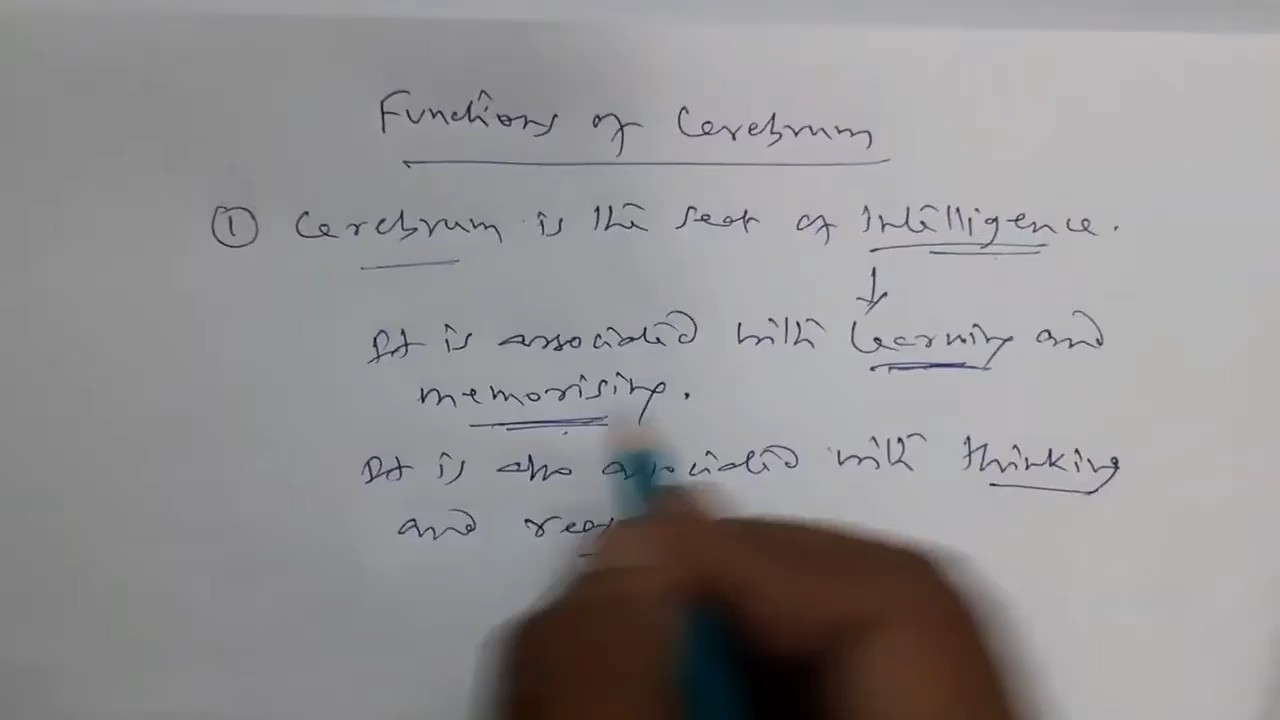 Functions of Cerebrum
① Cerebrum is the seat of intelligence.
↓
It is associated with learning and
memorising.
It is also associated with thinking
and